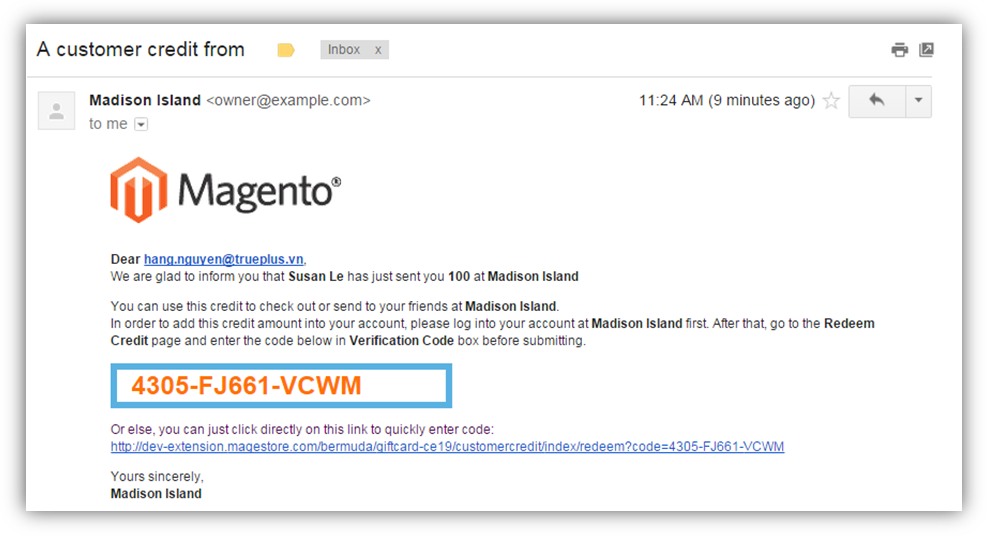 A customer credit from
Inbox x
Madison Island <owner@example.com>
11:24 AM (9 minutes ago)
to me
Magento®
Dear hang.nguyen@trueplus.vn,
We are glad to inform you that Susan Le has just sent you 100 at Madison Island
You can use this credit to check out or send to your friends at Madison Island.
In order to add this credit amount into your account, please log into your account at Madison Island first. After that, go to the Redeem
Credit page and enter the code below in Verification Code box before submitting.
4305-FJ661-VCWM
Or else, you can just click directly on this link to quickly enter code:
http://dev-extension.magestore.com/bermuda/giftcard-ce19/customercredit/index/redeem?code=4305-FJ661-VCWM
Yours sincerely,
Madison Island